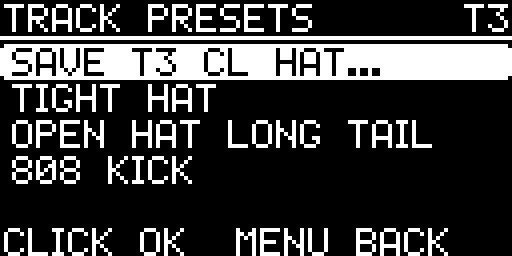 TRACK PRESETS T3
SAVE T3 CL HAT...
TIGHT HAT
OPEN HAT LONG TAIL
808 KICK
CLICK OK MENU BACK